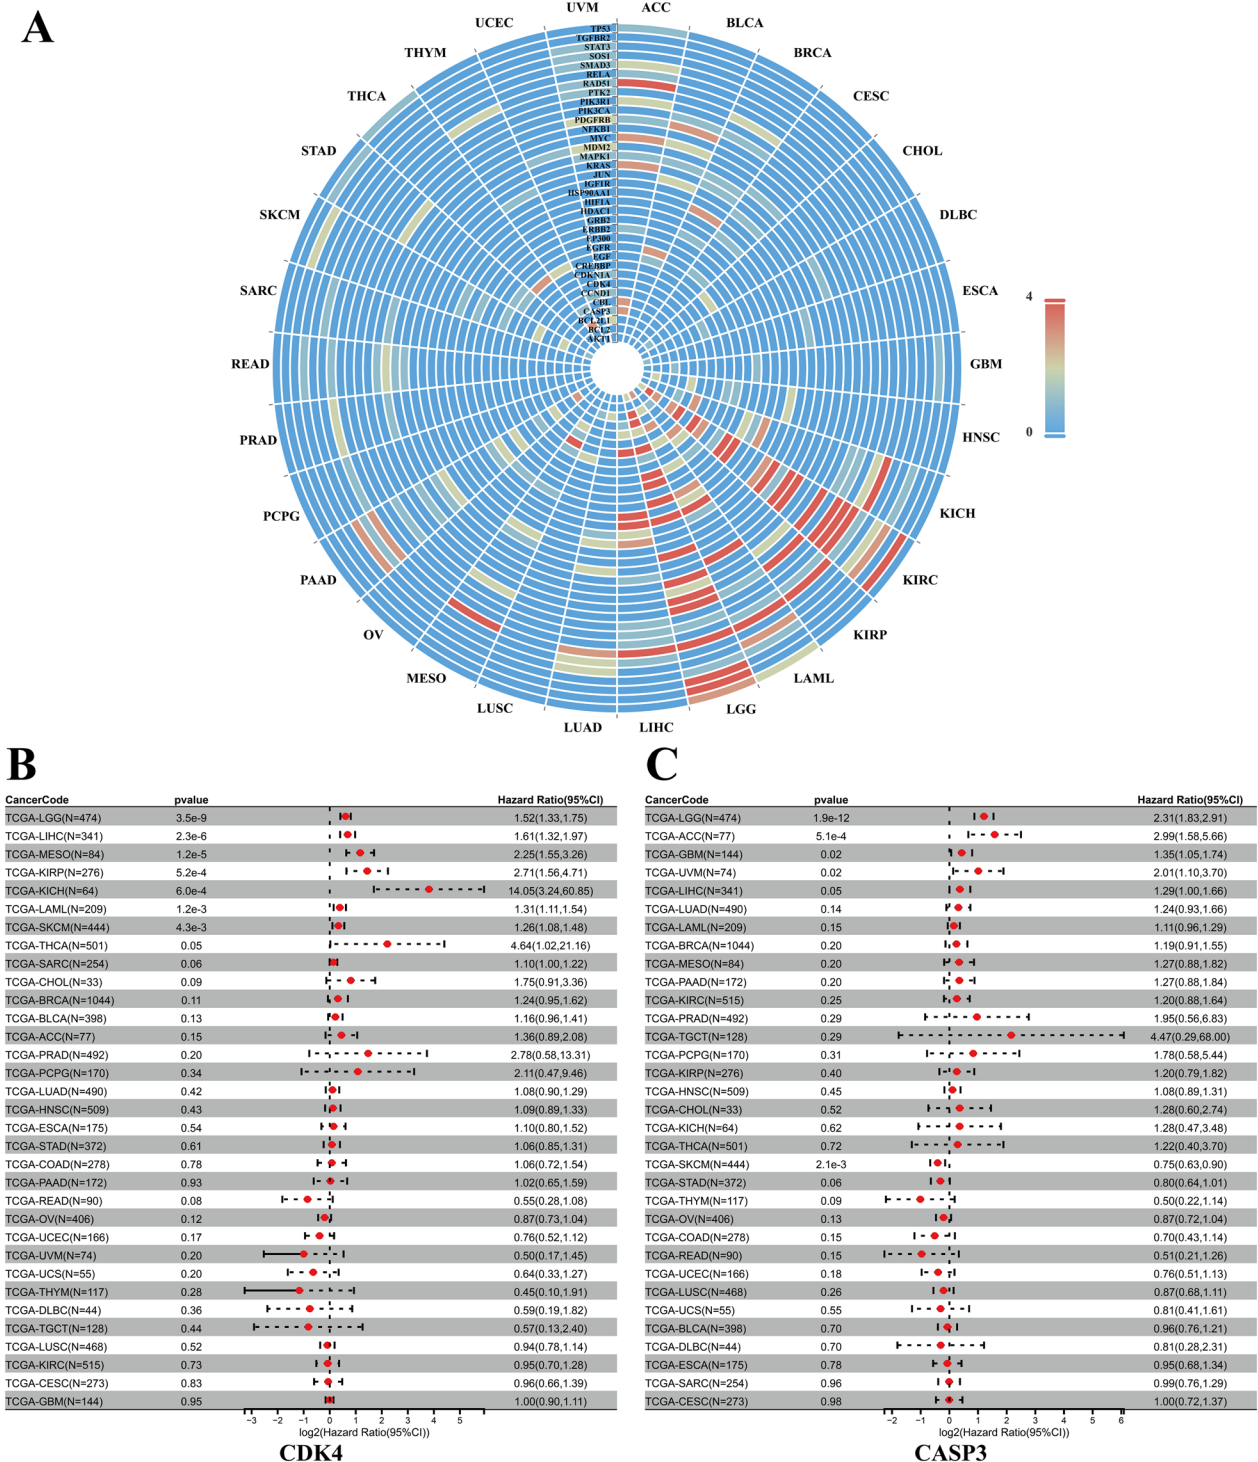 A
UVM
ACC
UCEC
BLCA
THYM
BRCA
THCA
CESC
STAD
CHOL
SKCM
DLBC
SARC
ESCA
READ
GBM
PRAD
HNSC
PCPG
KICH
PAAD
KIRC
OV
KIRP
MESO
LAML
LUSC
LGG
LUAD
LIHC
TP53
TGFBR2
STAT3
SOS1
SMAD3
RELA
RAD51
PTK2
PIK3R1
PIK3CA
PDGFRB
NFKB1
MYC
MDM2
MAPK1
KRAS
JUN
IGF1R
HSP90AA1
HIF1A
HDAC1
GRB2
ERBB2
EP300
EGFR
EGF
CREBBP
CDKN1A
CDK4
CCND1
CBL
CASP3
BCL2L1
BCL2
AKT1
4
0
B
CancerCode pvalue Hazard Ratio(95%CI)
TCGA-LGG(N=474) 3.5e-9 1.52(1.33,1.75)
TCGA-LIHC(N=341) 2.3e-6 1.61(1.32,1.97)
TCGA-MESO(N=84) 1.2e-5 2.25(1.55,3.26)
TCGA-KIRP(N=276) 5.2e-4 2.71(1.56,4.71)
TCGA-KICH(N=64) 6.0e-4 14.05(3.24,60.85)
TCGA-LAML(N=209) 1.2e-3 1.31(1.11,1.54)
TCGA-SKCM(N=444) 4.3e-3 1.26(1.08,1.48)
TCGA-THCA(N=501) 0.05 4.64(1.02,21.16)
TCGA-SARC(N=254) 0.06 1.10(1.00,1.22)
TCGA-CHOL(N=33) 0.09 1.75(0.91,3.36)
TCGA-BRCA(N=1044) 0.11 1.24(0.95,1.62)
TCGA-BLCA(N=398) 0.13 1.16(0.96,1.41)
TCGA-ACC(N=77) 0.15 1.36(0.89,2.08)
TCGA-PRAD(N=492) 0.20 2.78(0.58,13.31)
TCGA-PCPG(N=170) 0.34 2.11(0.47,9.46)
TCGA-LUAD(N=490) 0.42 1.08(0.90,1.29)
TCGA-HNSC(N=509) 0.43 1.09(0.89,1.33)
TCGA-ESCA(N=175) 0.54 1.10(0.80,1.52)
TCGA-STAD(N=372) 0.61 1.06(0.85,1.31)
TCGA-COAD(N=278) 0.78 1.06(0.72,1.54)
TCGA-PAAD(N=172) 0.93 1.02(0.65,1.59)
TCGA-READ(N=90) 0.08 0.55(0.28,1.08)
TCGA-OV(N=406) 0.12 0.87(0.73,1.04)
TCGA-UCEC(N=166) 0.17 0.76(0.52,1.12)
TCGA-UVM(N=74) 0.20 0.50(0.17,1.45)
TCGA-UCS(N=55) 0.20 0.64(0.33,1.27)
TCGA-THYM(N=117) 0.28 0.45(0.10,1.91)
TCGA-DLBC(N=44) 0.36 0.59(0.19,1.82)
TCGA-TGCT(N=128) 0.44 0.57(0.13,2.40)
TCGA-LUSC(N=468) 0.52 0.94(0.78,1.14)
TCGA-KIRC(N=515) 0.73 0.95(0.70,1.28)
TCGA-CESC(N=273) 0.83 0.96(0.66,1.39)
TCGA-GBM(N=144) 0.95 1.00(0.90,1.11)
−3 −2 −1 0 1 2 3 4 5
log2(Hazard Ratio(95%CI))
CDK4
C
CancerCode pvalue Hazard Ratio(95%CI)
TCGA-LGG(N=474) 1.9e-12 2.31(1.83,2.91)
TCGA-ACC(N=77) 5.1e-4 2.99(1.58,5.66)
TCGA-GBM(N=144) 0.02 1.35(1.05,1.74)
TCGA-UVM(N=74) 0.02 2.01(1.10,3.70)
TCGA-LIHC(N=341) 0.05 1.29(1.00,1.66)
TCGA-LUAD(N=490) 0.14 1.24(0.93,1.66)
TCGA-LAML(N=209) 0.15 1.11(0.96,1.29)
TCGA-BRCA(N=1044) 0.20 1.19(0.91,1.55)
TCGA-MESO(N=84) 0.20 1.27(0.88,1.82)
TCGA-PAAD(N=172) 0.20 1.27(0.88,1.84)
TCGA-KIRC(N=515) 0.25 1.20(0.88,1.64)
TCGA-PRAD(N=492) 0.29 1.95(0.56,6.83)
TCGA-TGCT(N=128) 0.29 4.47(0.29,68.00)
TCGA-PCPG(N=170) 0.31 1.78(0.58,5.44)
TCGA-KIRP(N=276) 0.40 1.20(0.79,1.82)
TCGA-HNSC(N=509) 0.45 1.08(0.89,1.31)
TCGA-CHOL(N=33) 0.52 1.28(0.60,2.74)
TCGA-KICH(N=64) 0.62 1.28(0.47,3.48)
TCGA-THCA(N=501) 0.72 1.22(0.40,3.70)
TCGA-SKCM(N=444) 2.1e-3 0.75(0.63,0.90)
TCGA-STAD(N=372) 0.06 0.80(0.64,1.01)
TCGA-THYM(N=117) 0.09 0.50(0.22,1.14)
TCGA-OV(N=406) 0.13 0.87(0.72,1.04)
TCGA-COAD(N=278) 0.15 0.70(0.43,1.14)
TCGA-READ(N=90) 0.15 0.51(0.21,1.26)
TCGA-UCEC(N=166) 0.18 0.76(0.51,1.13)
TCGA-LUSC(N=468) 0.26 0.87(0.68,1.11)
TCGA-UCS(N=55) 0.55 0.81(0.41,1.61)
TCGA-BLCA(N=398) 0.70 0.96(0.76,1.21)
TCGA-DLBC(N=44) 0.70 0.81(0.28,2.31)
TCGA-ESCA(N=175) 0.78 0.95(0.68,1.34)
TCGA-SARC(N=254) 0.96 0.99(0.76,1.29)
TCGA-CESC(N=273) 0.98 1.00(0.72,1.37)
−2 −1 0 1 2 3 4 5 6
log2(Hazard Ratio(95%CI))
CASP3